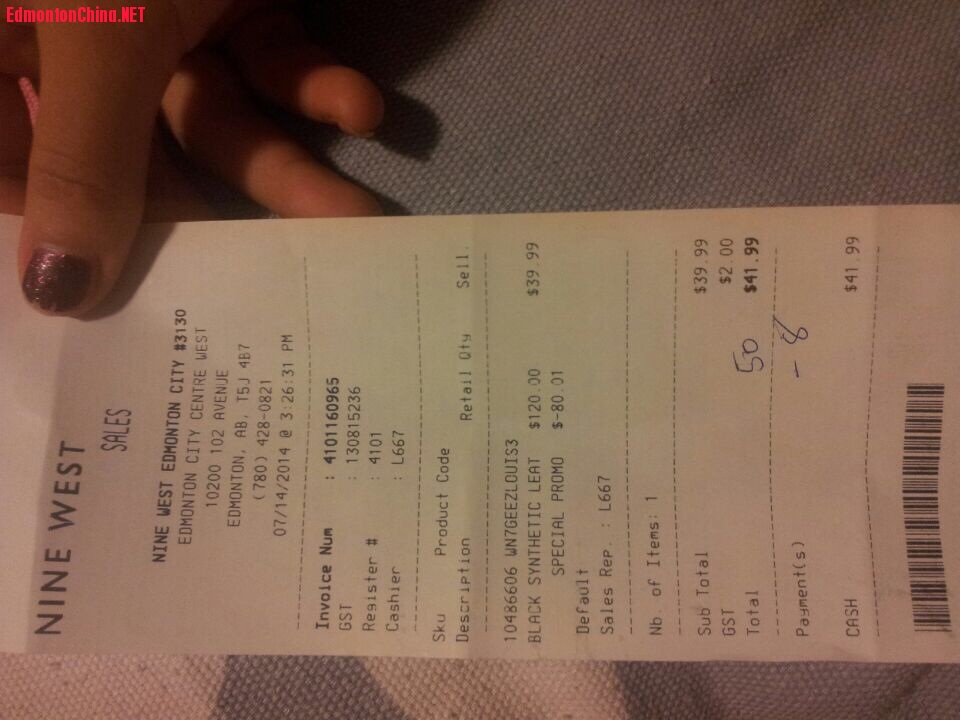 EdmontonChina.NET
NINE WEST
SALES
NINE WEST EDMONTON CITY #3130
EDMONTON CITY CENTRE WEST
10200 102 AVENUE
EDMONTON, AB, T5J 4B7
(780) 428-0821
07/14/2014 @ 3:26:31 PM
Invoice Num : 4101160965
GST : 130815236
Register # : 4101
Cashier : L667
Sku Product Code
Description Retail Qty Sell.
10486606 WN7GEEZLOUIS3
BLACK SYNTHETIC LEAT $120.00 $39.99
SPECIAL PROMO $-80.01
Default
Sales Rep. : L667
Nb. of Items: 1
Sub Total $39.99
GST $2.00
Total $41.99
50
- 8
Payment(s)
CASH $41.99